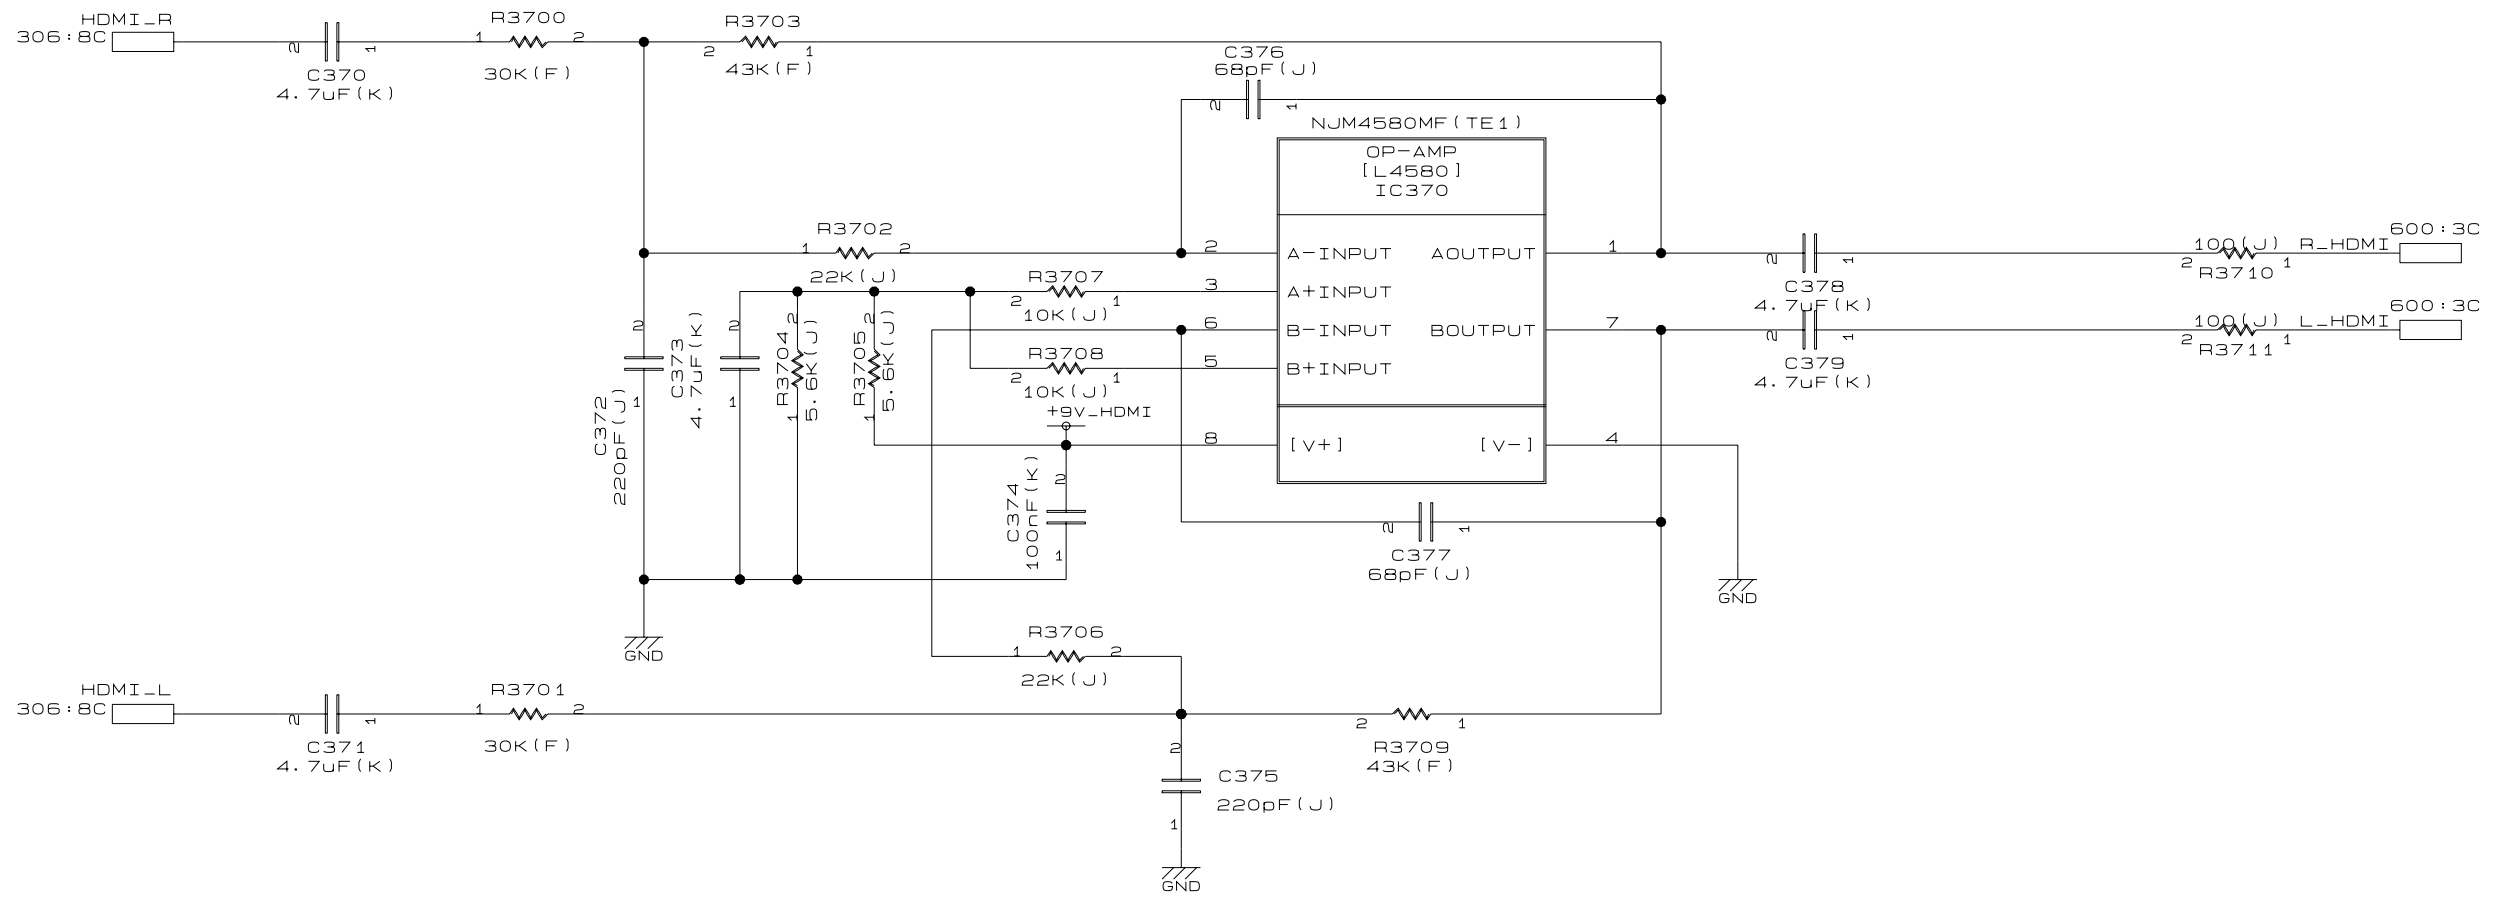 HDMI_R
306:8C
2
1
C370
4.7uF(K)
R3700
1
2
30K(F)
R3703
2
1
43K(F)
C376
68pF(J)
2
1
NJM4580MF(TE1)
OP-AMP
[L4580]
IC370
A-INPUT
A+INPUT
B-INPUT
B+INPUT
[V+]
AOUTPUT
BOUTPUT
[V-]
2
3
6
5
8
1
7
4
R3702
1
2
22K(J)
R3707
2
1
10K(J)
R3708
2
1
10K(J)
+9V_HDMI
2
1
C372
220pF(J)
2
1
C373
4.7uF(K)
2
1
R3704
5.6K(J)
2
1
R3705
5.6K(J)
2
1
C374
100nF(K)
2
1
C377
68pF(J)
2
1
C378
4.7uF(K)
2
1
C379
4.7uF(K)
100(J)
R_HDMI
600:3C
2
1
R3710
100(J)
L_HDMI
600:3C
2
1
R3711
GND
GND
R3706
1
2
22K(J)
HDMI_L
306:8C
2
1
C371
4.7uF(K)
R3701
1
2
30K(F)
2
1
R3709
43K(F)
2
1
C375
220pF(J)
GND